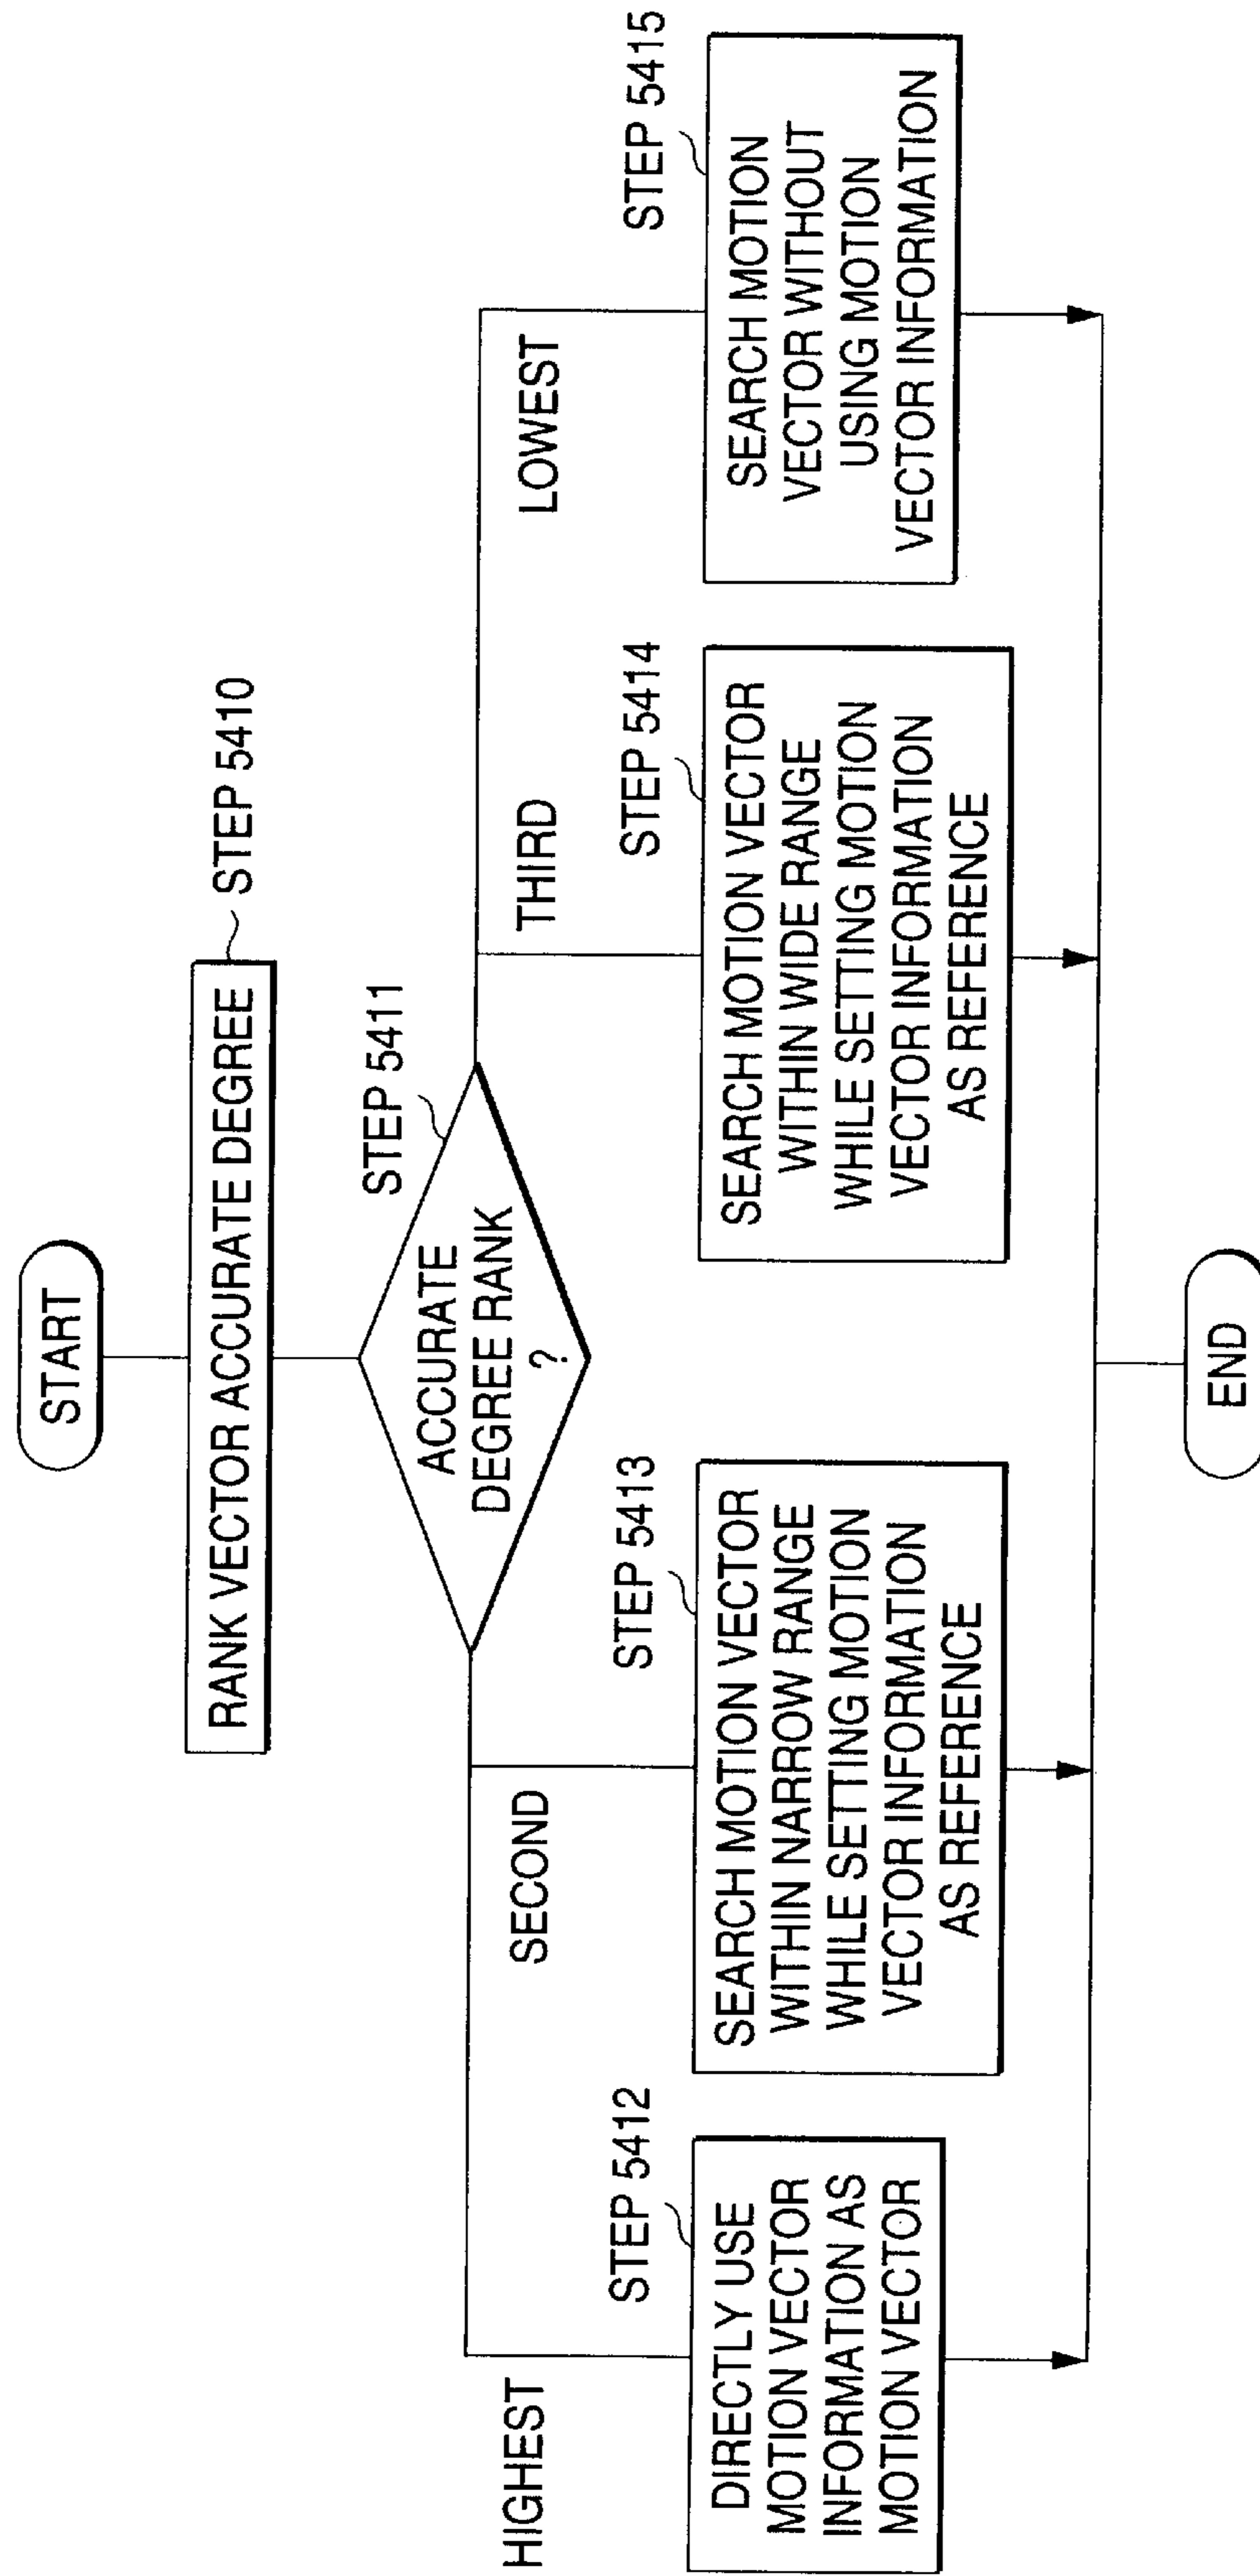 START
RANK VECTOR ACCURATE DEGREE
STEP 5410
ACCURATE
DEGREE RANK
?
STEP 5411
HIGHEST
SECOND
THIRD
LOWEST
STEP 5412
DIRECTLY USE
MOTION VECTOR
INFORMATION AS
MOTION VECTOR
STEP 5413
SEARCH MOTION VECTOR
WITHIN NARROW RANGE
WHILE SETTING MOTION
VECTOR INFORMATION
AS REFERENCE
STEP 5414
SEARCH MOTION VECTOR
WITHIN WIDE RANGE
WHILE SETTING MOTION
VECTOR INFORMATION
AS REFERENCE
STEP 5415
SEARCH MOTION
VECTOR WITHOUT
USING MOTION
VECTOR INFORMATION
END